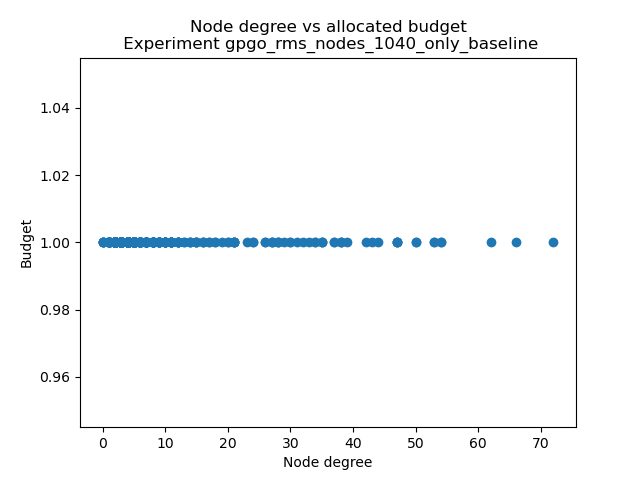 Node degree vs allocated budget
Experiment gpgo_rms_nodes_1040_only_baseline
1.04
1.02
1.00
0.98
0.96
Budget
0 10 20 30 40 50 60 70
Node degree